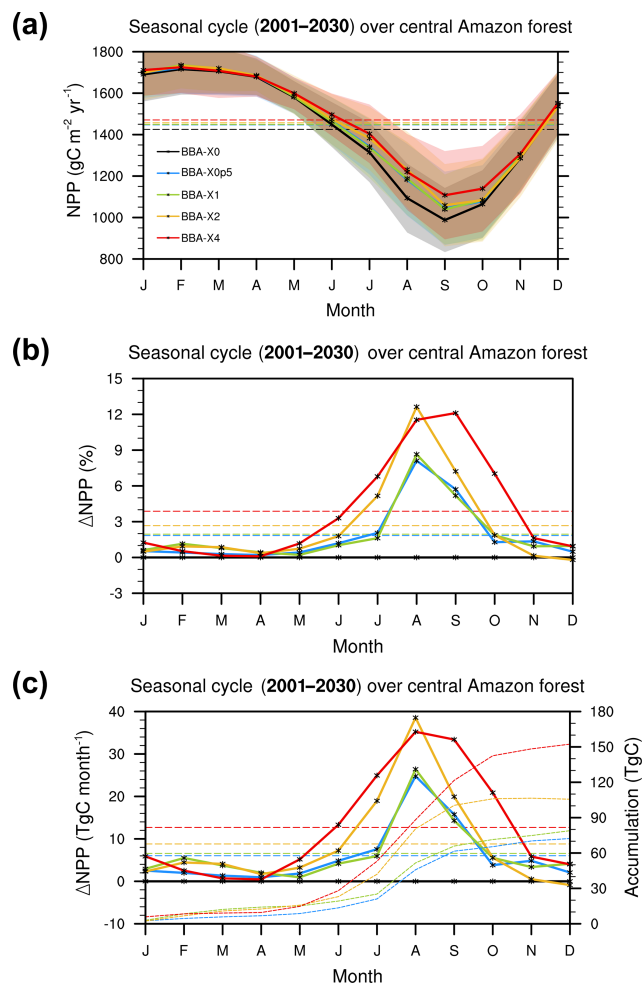 (a)
Seasonal cycle (2001–2030) over central Amazon forest
1800
1600
1400
1200
1000
800
NPP (gC m⁻² yr⁻¹)
BBA-X0
BBA-X0p5
BBA-X1
BBA-X2
BBA-X4
J F M A M J J A S O N D
Month
(b)
Seasonal cycle (2001–2030) over central Amazon forest
15
12
9
6
3
0
-3
ΔNPP (%)
J F M A M J J A S O N D
Month
(c)
Seasonal cycle (2001–2030) over central Amazon forest
40
30
20
10
0
-10
ΔNPP (TgC month⁻¹)
180
150
120
90
60
30
0
Accumulation (TgC)
J F M A M J J A S O N D
Month